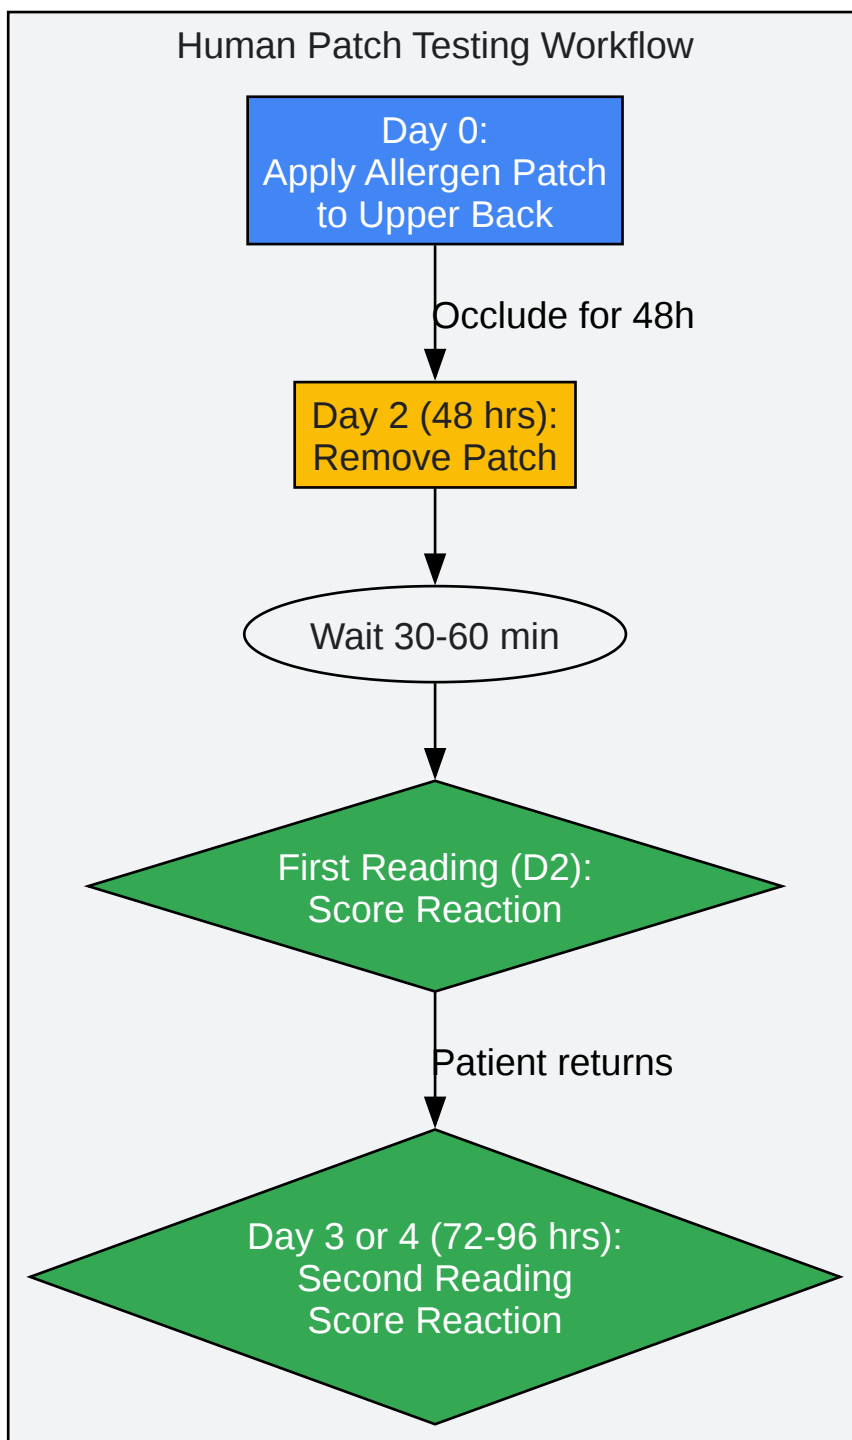 Human Patch Testing Workflow
Day 0:
Apply Allergen Patch
to Upper Back
Occlude for 48h
Day 2 (48 hrs):
Remove Patch
Wait 30-60 min
First Reading (D2):
Score Reaction
Patient returns
Day 3 or 4 (72-96 hrs):
Second Reading
Score Reaction